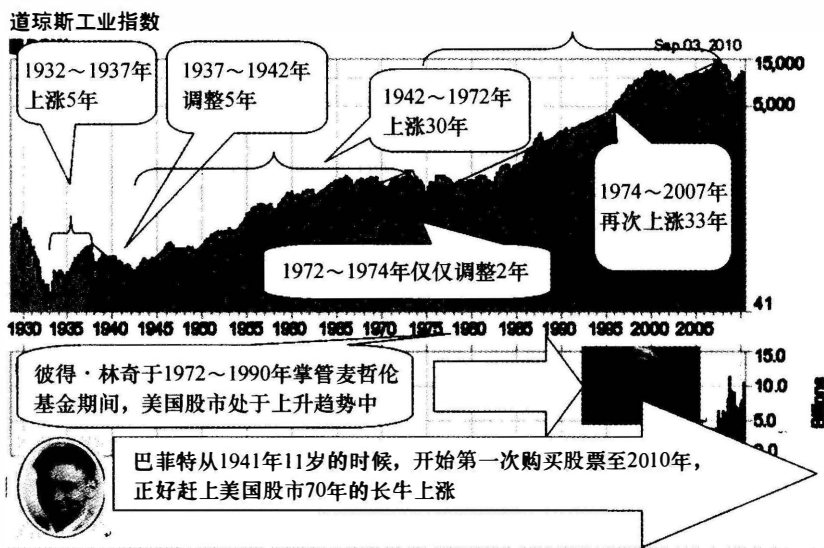 道琼斯工业指数
Sep.03, 2010
15,000
5,000
41
1932～1937年
上涨5年
1937～1942年
调整5年
1942～1972年
上涨30年
1974～2007年
再次上涨33年
1972～1974年仅仅调整2年
1930 1935 1940 1945 1950 1955 1960 1965 1970 1975 1980 1985 1990 1995 2000 2005
15.0
10.0
5.0
0.0
Billions
彼得·林奇于1972～1990年掌管麦哲伦
基金期间，美国股市处于上升趋势中
巴菲特从1941年11岁的时候，开始第一次购买股票至2010年，
正好赶上美国股市70年的长牛上涨